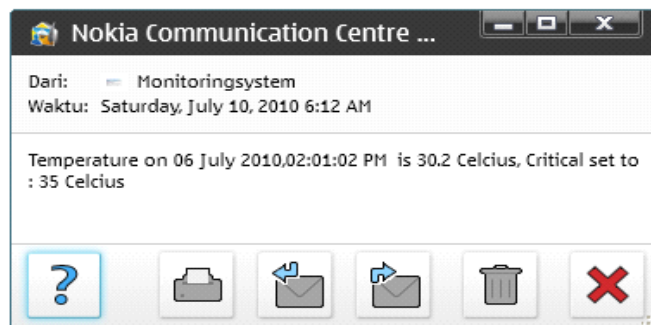 Nokia Communication Centre ...
Dari: Monitoringsystem
Waktu: Saturday, July 10, 2010 6:12 AM
Temperature on 06 July 2010,02:01:02 PM is 30.2 Celcius, Critical set to
: 35 Celcius